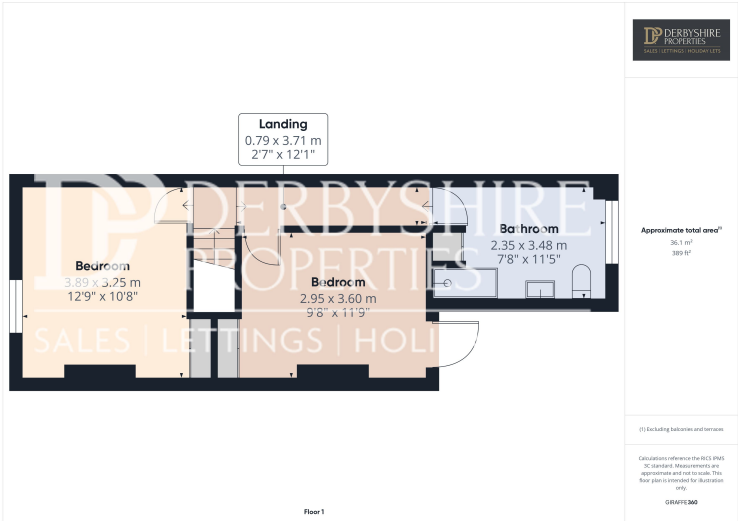 Landing
0.79 x 3.71 m
2'7" x 12'1"
Bedroom
3.89 x 3.25 m
12'9" x 10'8"
Bedroom
2.95 x 3.60 m
9'8" x 11'9"
Bathroom
2.35 x 3.48 m
7'8" x 11'5"
DERBYSHIRE
PROPERTIES
SALES | LETTINGS | HOLI
Floor 1
DP DERBYSHIRE
PROPERTIES
SALES | LETTINGS | HOLIDAY LETS
Approximate total area(1)
36.1 m²
389 ft²
(1) Excluding balconies and terraces
Calculations reference the RICS IPMS
3C standard. Measurements are
approximate and not to scale. This
floor plan is intended for illustration
only.
GIRAFFE360